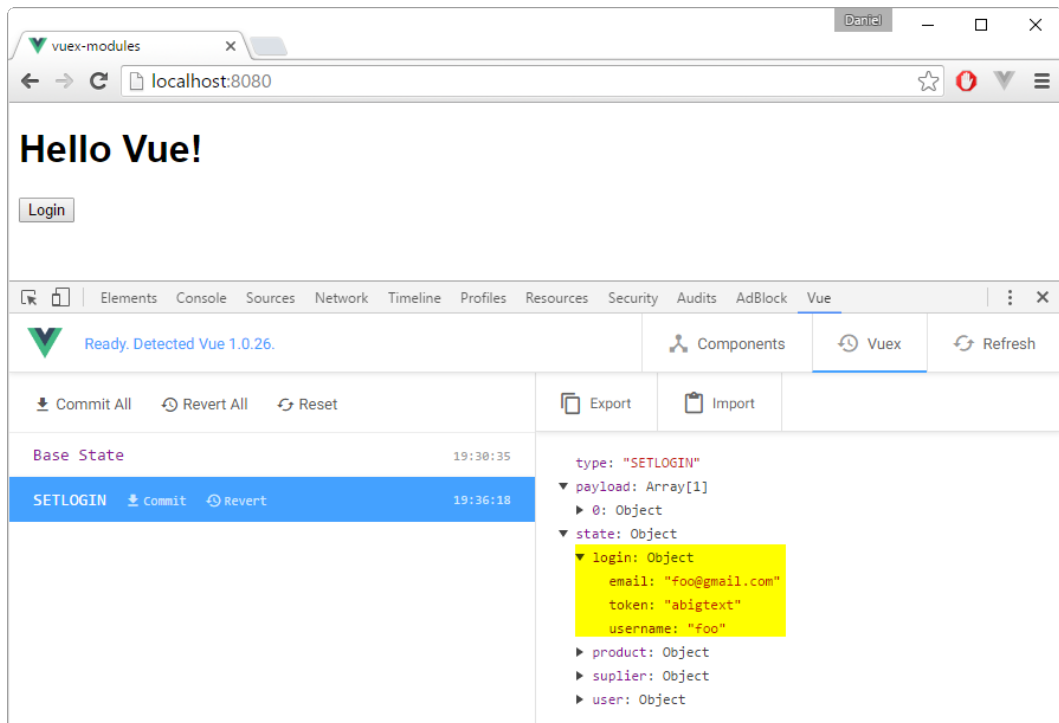 Daniel
vuex-modules
localhost:8080
Hello Vue!
Login
Elements Console Sources Network Timeline Profiles Resources Security Audits AdBlock Vue
Ready. Detected Vue 1.0.26. Components Vuex Refresh
Commit All Revert All Reset Export Import
Base State 19:30:35
SETLOGIN Commit Revert 19:36:18
type: "SETLOGIN"
payload: Array[1]
0: Object
state: Object
login: Object
email: "foo@gmail.com"
token: "abigtext"
username: "foo"
product: Object
suplier: Object
user: Object